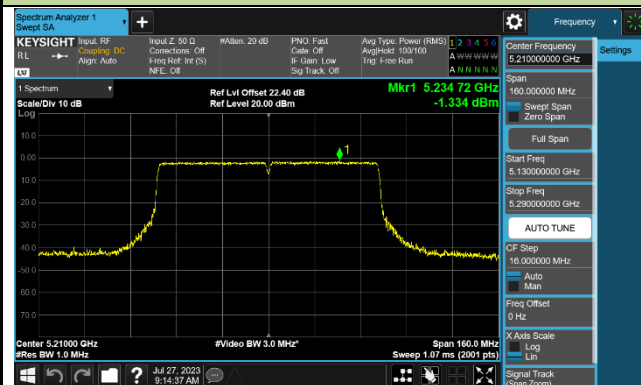 Spectrum Analyzer 1
Swept SA
Frequency
KEYSIGHT
Input: RF
Coupling: DC
Align: Auto
RL
LXI
Input Z: 50 Ω
Corrections: Off
Freq Ref: Int (S)
NFE: Off
#Atten: 20 dB
PNO: Fast
Gate: Off
IF Gain: Low
Sig Track: Off
Avg Type: Power (RMS)
Avg|Hold: 100/100
Trig: Free Run
1 2 3 4 5 6
A W W W W W
A N N N N N
Center Frequency
5.210000000 GHz
Settings
Span
160.000000 MHz
Swept Span
Zero Span
Full Span
Start Freq
5.130000000 GHz
Stop Freq
5.290000000 GHz
AUTO TUNE
CF Step
16.000000 MHz
Auto
Man
Freq Offset
0 Hz
X Axis Scale
Log
Lin
Signal Track
(Span Zoom)
1 Spectrum
Scale/Div 10 dB
Log
Ref Lvl Offset 22.40 dB
Ref Level 20.00 dBm
Mkr1 5.234 72 GHz
-1.334 dBm
1
10.0
0.00
10.0
20.0
30.0
40.0
-50.0
60.0
70.0
Center 5.21000 GHz
#Res BW 1.0 MHz
#Video BW 3.0 MHz*
Span 160.0 MHz
Sweep 1.07 ms (2001 pts)
?
Jul 27, 2023
9:14:37 AM